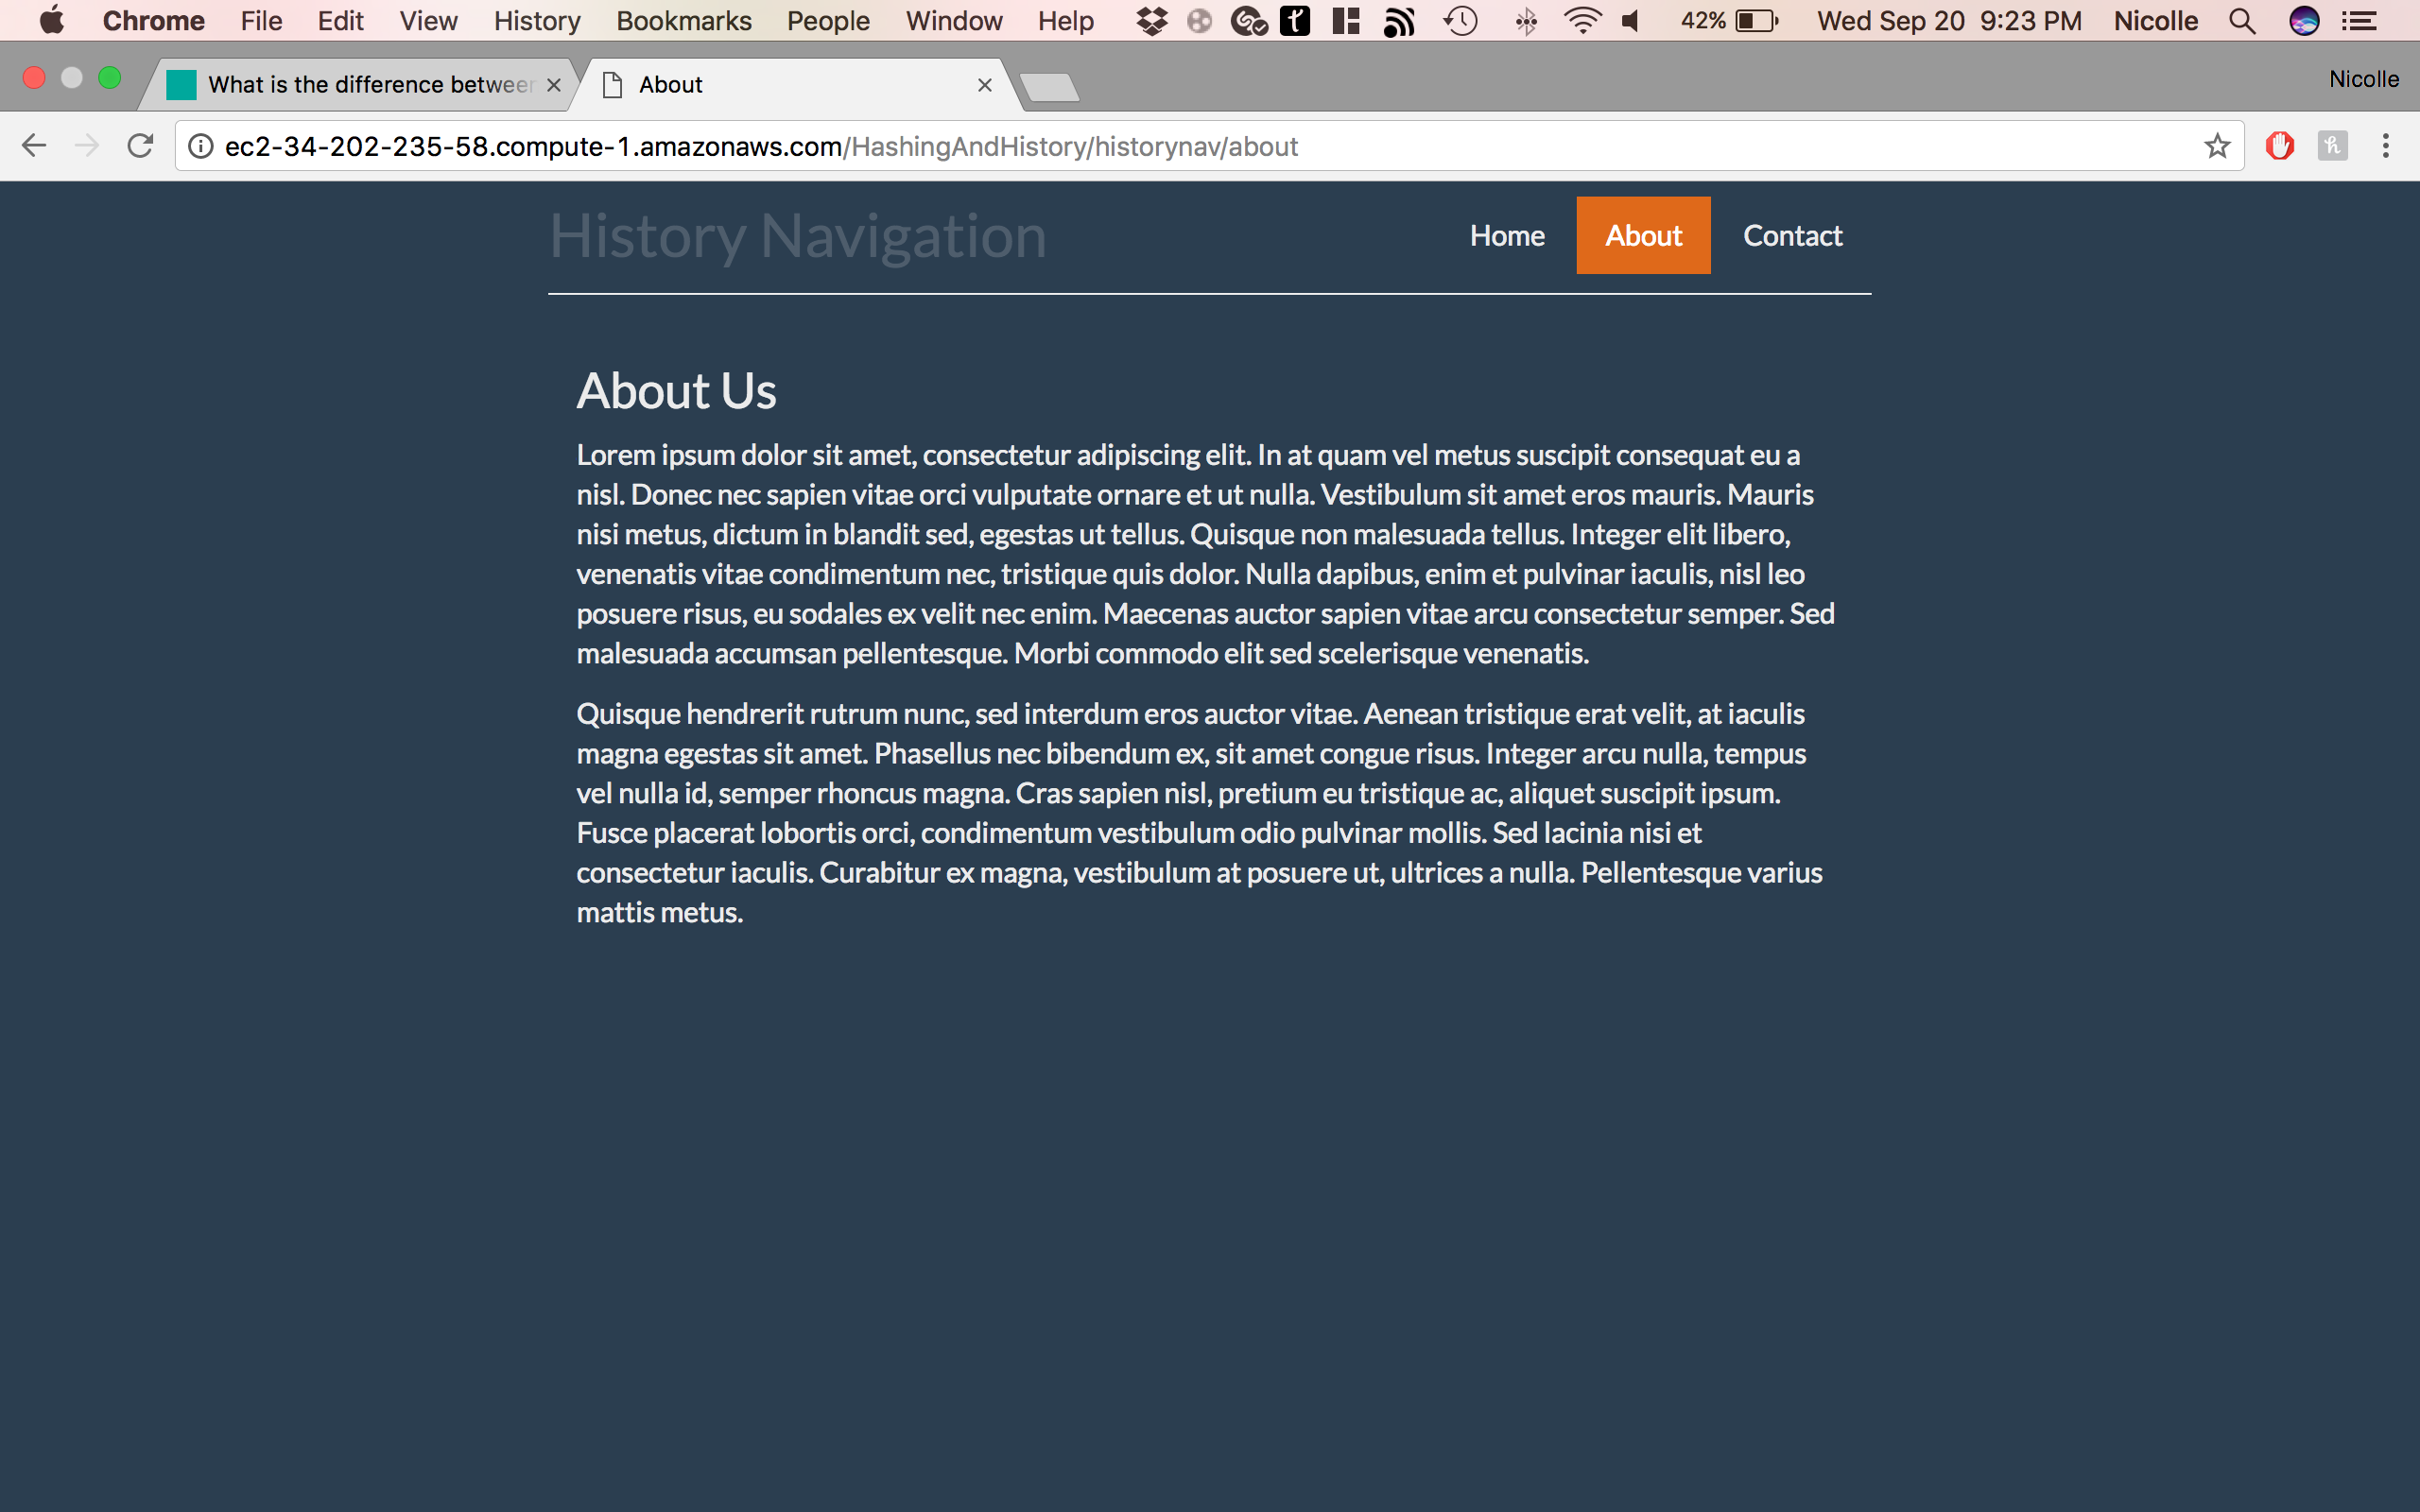 Chrome File Edit View History Bookmarks People Window Help 42% Wed Sep 20 9:23 PM Nicolle
What is the difference between About Nicolle
ec2-34-202-235-58.compute-1.amazonaws.com/HashingAndHistory/historynav/about
History Navigation Home About Contact
About Us
Lorem ipsum dolor sit amet, consectetur adipiscing elit. In at quam vel metus suscipit consequat eu a
nisl. Donec nec sapien vitae orci vulputate ornare et ut nulla. Vestibulum sit amet eros mauris. Mauris
nisi metus, dictum in blandit sed, egestas ut tellus. Quisque non malesuada tellus. Integer elit libero,
venenatis vitae condimentum nec, tristique quis dolor. Nulla dapibus, enim et pulvinar iaculis, nisl leo
posuere risus, eu sodales ex velit nec enim. Maecenas auctor sapien vitae arcu consectetur semper. Sed
malesuada accumsan pellentesque. Morbi commodo elit sed scelerisque venenatis.
Quisque hendrerit rutrum nunc, sed interdum eros auctor vitae. Aenean tristique erat velit, at iaculis
magna egestas sit amet. Phasellus nec bibendum ex, sit amet congue risus. Integer arcu nulla, tempus
vel nulla id, semper rhoncus magna. Cras sapien nisl, pretium eu tristique ac, aliquet suscipit ipsum.
Fusce placerat lobortis orci, condimentum vestibulum odio pulvinar mollis. Sed lacinia nisi et
consectetur iaculis. Curabitur ex magna, vestibulum at posuere ut, ultrices a nulla. Pellentesque varius
mattis metus.